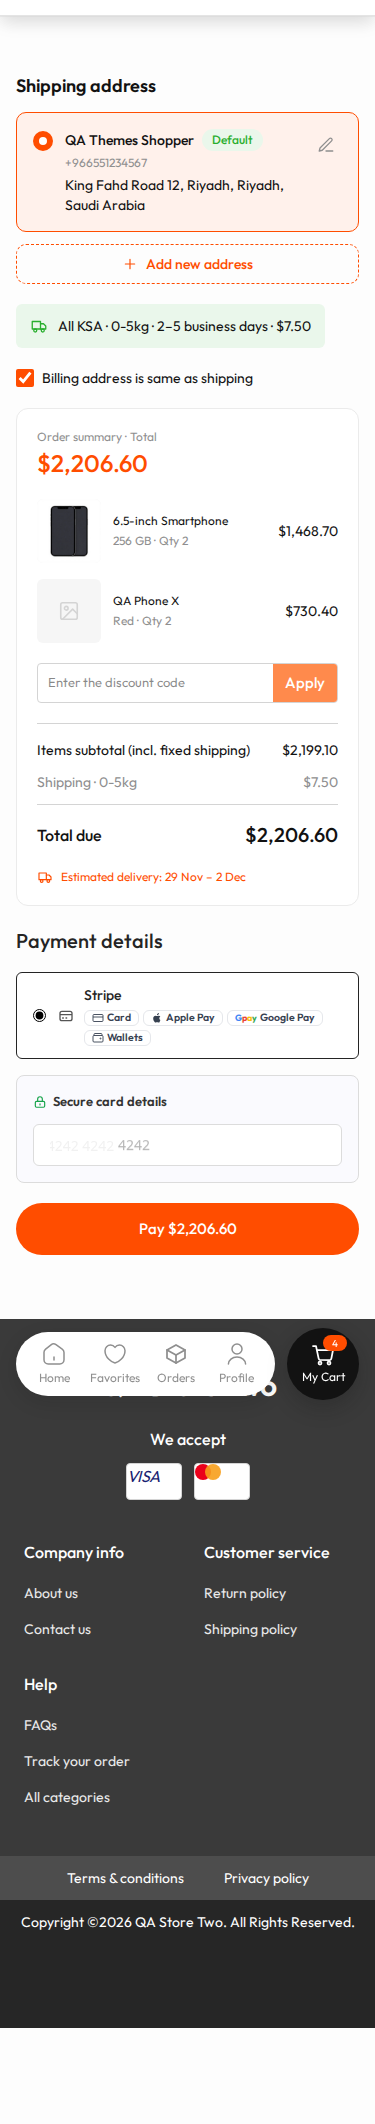 Shipping address
QA Themes Shopper Default
+966551234567
King Fahd Road 12, Riyadh, Riyadh,
Saudi Arabia
Add new address
All KSA · 0-5kg · 2–5 business days · $7.50
Billing address is same as shipping
Order summary · Total
$2,206.60
6.5-inch Smartphone
256 GB · Qty 2
$1,468.70
QA Phone X
Red · Qty 2
$730.40
Enter the discount code Apply
Items subtotal (incl. fixed shipping) $2,199.10
Shipping · 0-5kg $7.50
Total due $2,206.60
Estimated delivery: 29 Nov – 2 Dec
Payment details
Stripe
Card Apple Pay GPay Google Pay
Wallets
Secure card details
4242 4242 4242
Pay $2,206.60
Home Favorites Orders Profile
4
My Cart
We accept
VISA
Company info
About us
Contact us
Customer service
Return policy
Shipping policy
Help
FAQs
Track your order
All categories
Terms & conditions Privacy policy
Copyright ©2026 QA Store Two. All Rights Reserved.